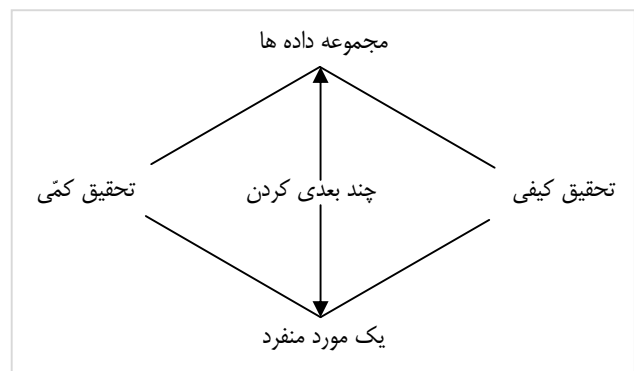 مجموعه داده ها
تحقیق کیفی
چند بعدی کردن
تحقیق کمّی
یک مورد منفرد